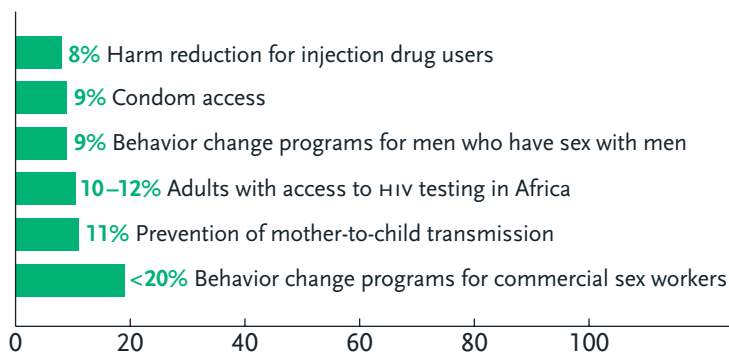 8% Harm reduction for injection drug users
9% Condom access
9% Behavior change programs for men who have sex with men
10–12% Adults with access to HIV testing in Africa
11% Prevention of mother-to-child transmission
<20% Behavior change programs for commercial sex workers
0 20 40 60 80 100